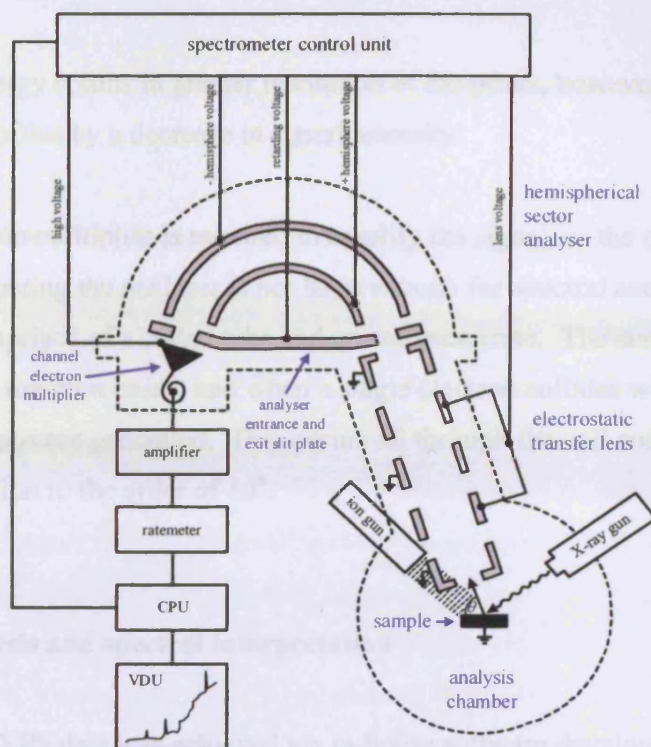 spectrometer control unit
high voltage
- hemisphere voltage
retarding voltage
+ hemisphere voltage
lens voltage
hemispherical
sector
analyser
channel
electron
multiplier
analyser
entrance and
exit slit plate
electrostatic
transfer lens
amplifier
ion gun
X-ray gun
ratemeter
CPU
sample
analysis
chamber
VDU